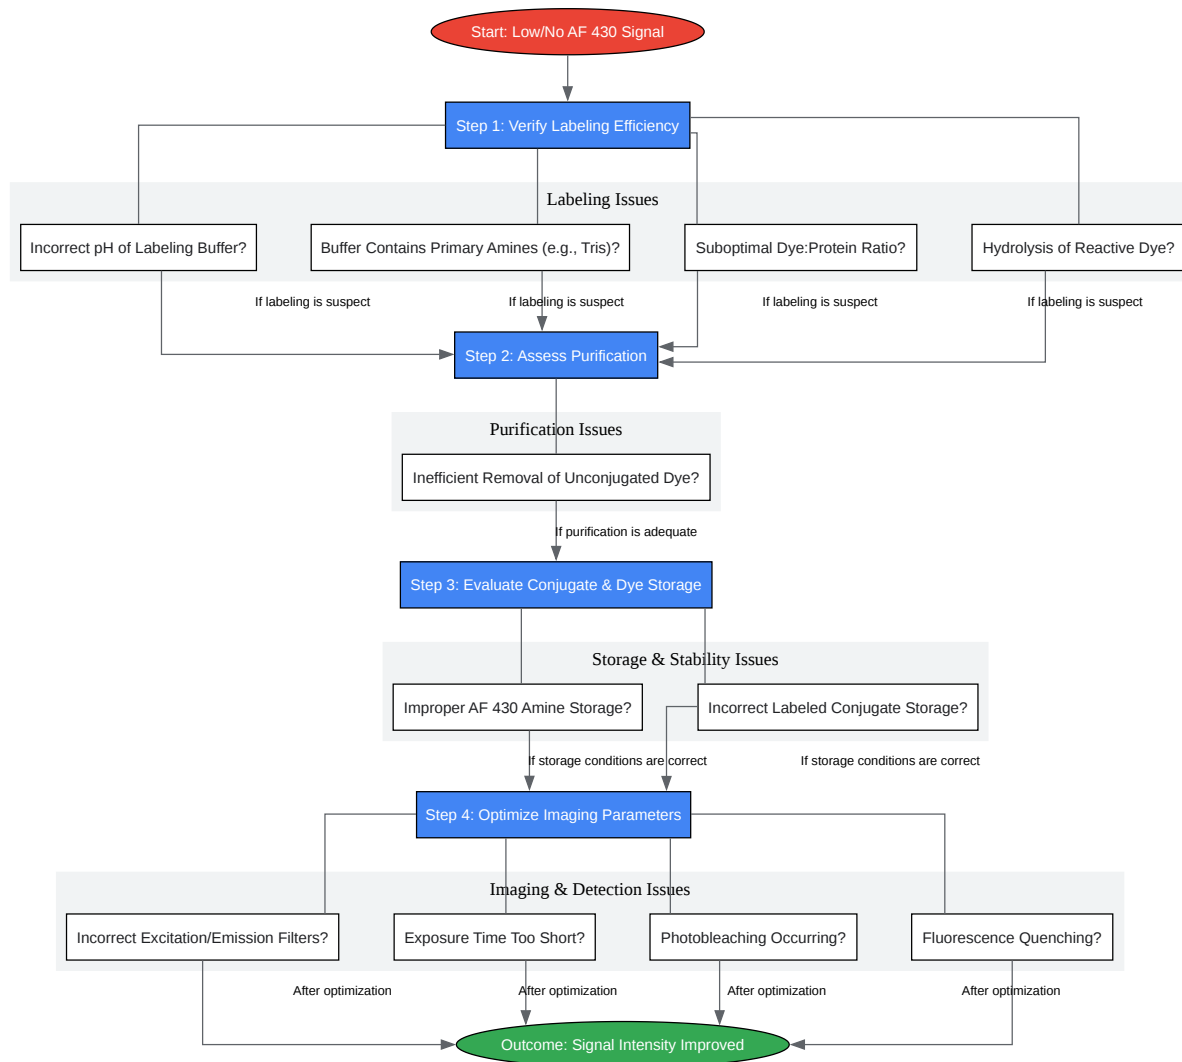 Start: Low/No AF 430 Signal
Step 1: Verify Labeling Efficiency
Labeling Issues
Incorrect pH of Labeling Buffer?
Buffer Contains Primary Amines (e.g., Tris)?
Suboptimal Dye:Protein Ratio?
Hydrolysis of Reactive Dye?
If labeling is suspect
If labeling is suspect
If labeling is suspect
If labeling is suspect
Step 2: Assess Purification
Purification Issues
Inefficient Removal of Unconjugated Dye?
If purification is adequate
Step 3: Evaluate Conjugate & Dye Storage
Storage & Stability Issues
Improper AF 430 Amine Storage?
Incorrect Labeled Conjugate Storage?
If storage conditions are correct
If storage conditions are correct
Step 4: Optimize Imaging Parameters
Imaging & Detection Issues
Incorrect Excitation/Emission Filters?
Exposure Time Too Short?
Photobleaching Occurring?
Fluorescence Quenching?
After optimization
After optimization
After optimization
After optimization
Outcome: Signal Intensity Improved